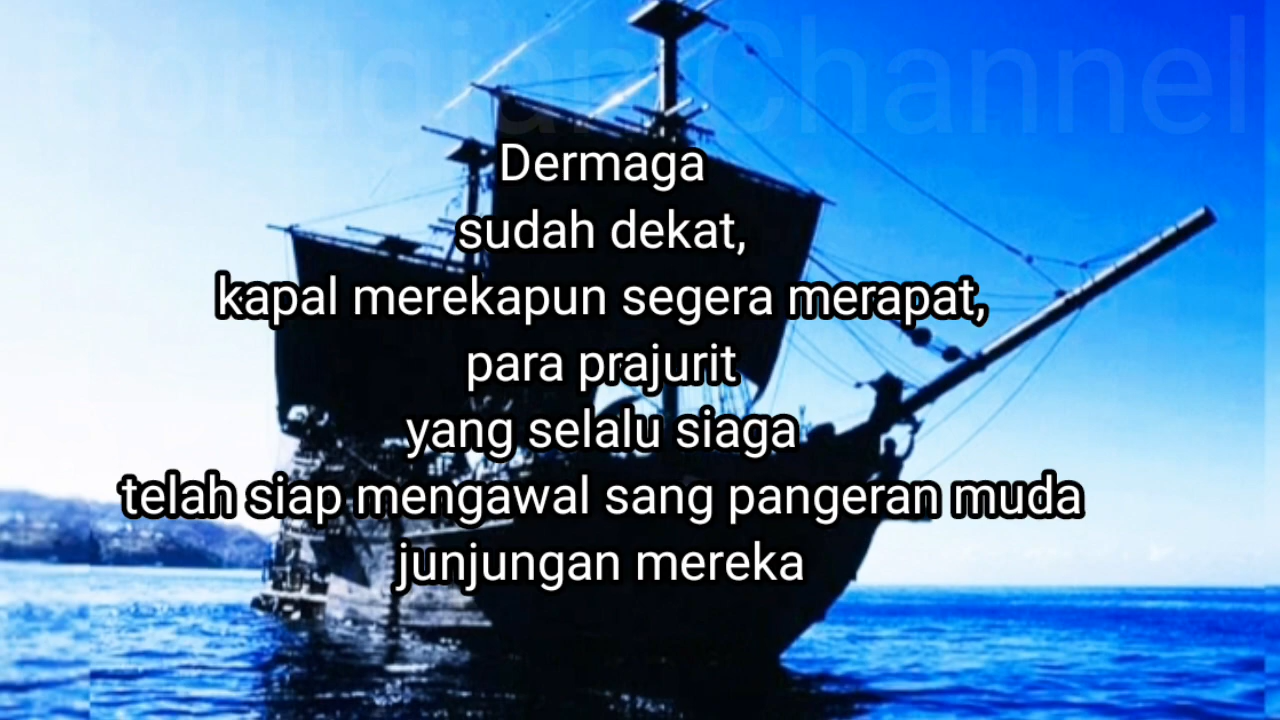 Channel
Dermaga
sudah dekat,
kapal merekapun segera merapat,
para prajurit
yang selalu siaga
telah siap mengawal sang pangeran muda
junjungan mereka